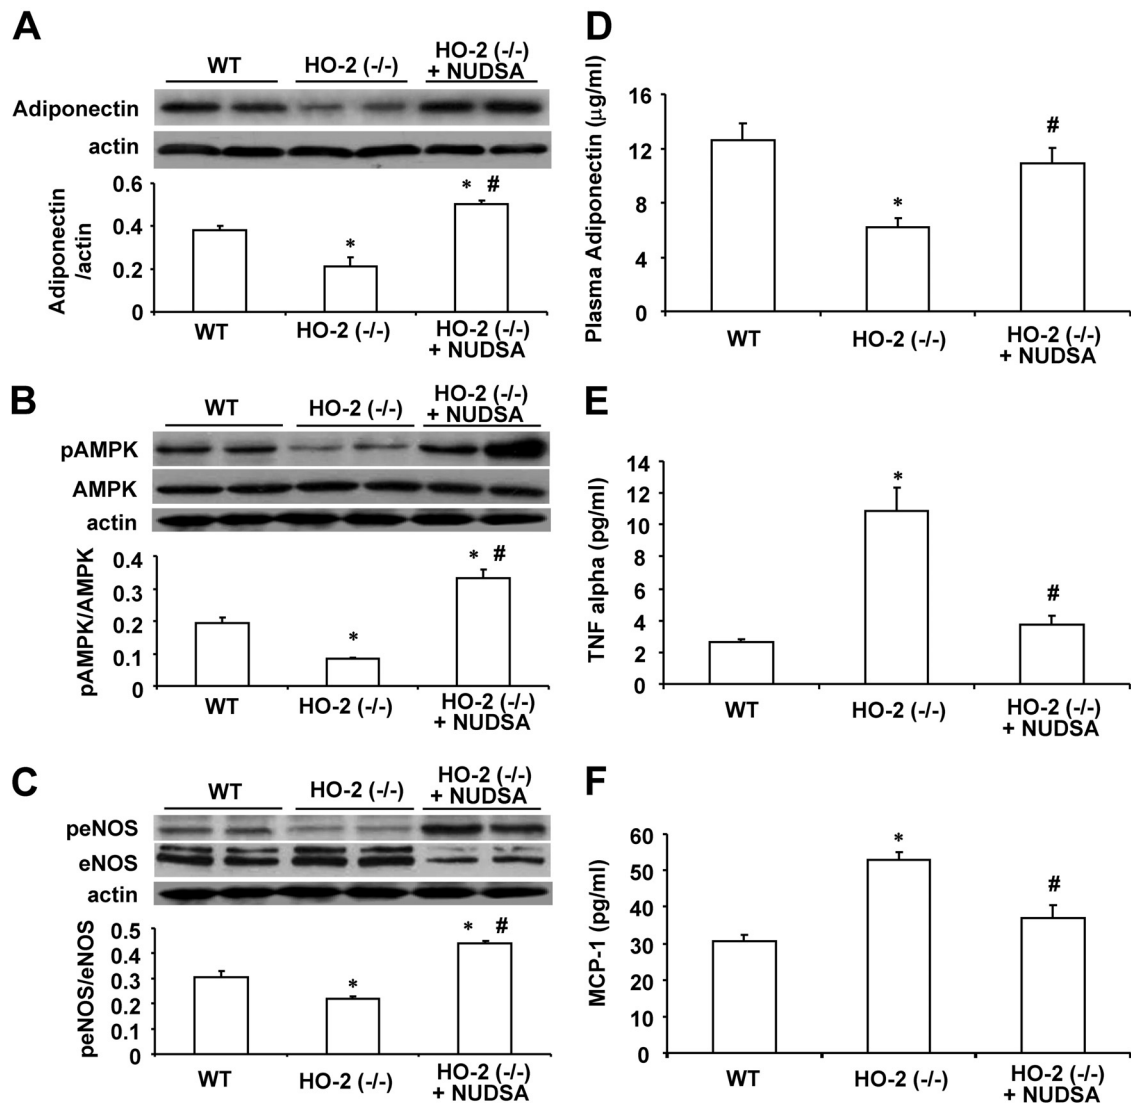 A
WT
HO-2 (-/-)
HO-2 (-/-)
+ NUDSA
Adiponectin
actin
Adiponectin
/actin
0.6
0.4
0.2
0
* # 
*
WT
HO-2 (-/-)
HO-2 (-/-)
+ NUDSA
B
WT
HO-2 (-/-)
HO-2 (-/-)
+ NUDSA
pAMPK
AMPK
actin
pAMPK/AMPK
0.4
0.3
0.2
0.1
0
* #
*
WT
HO-2 (-/-)
HO-2 (-/-)
+ NUDSA
C
WT
HO-2 (-/-)
HO-2 (-/-)
+ NUDSA
peNOS
eNOS
actin
peNOS/eNOS
0.5
0.4
0.3
0.2
0.1
0
* #
*
WT
HO-2 (-/-)
HO-2 (-/-)
+ NUDSA
D
Plasma Adiponectin (µg/ml)
16
12
8
4
0
#
*
WT
HO-2 (-/-)
HO-2 (-/-)
+ NUDSA
E
TNF alpha (pg/ml)
14
12
10
8
6
4
2
0
*
#
WT
HO-2 (-/-)
HO-2 (-/-)
+ NUDSA
F
MCP-1 (pg/ml)
60
50
40
30
20
10
0
*
#
WT
HO-2 (-/-)
HO-2 (-/-)
+ NUDSA